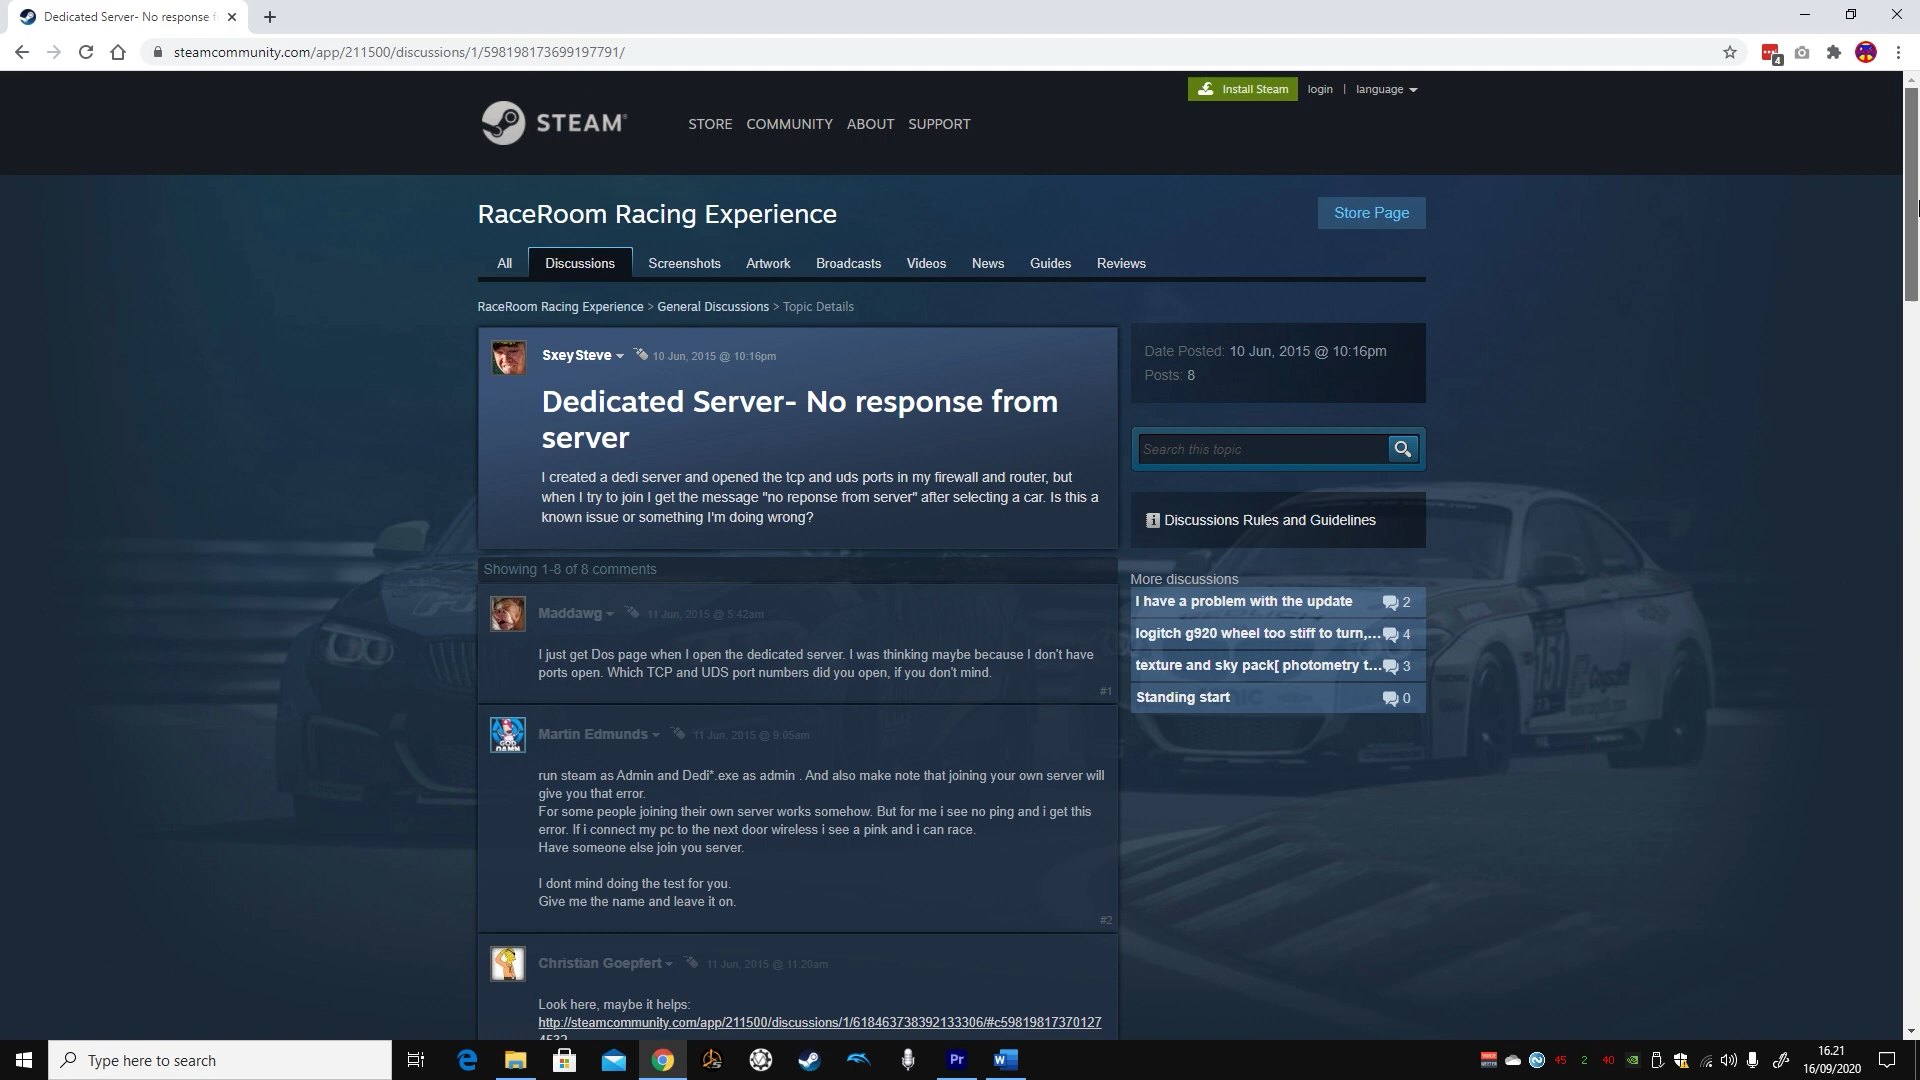 Dedicated Server- No response f
steamcommunity.com/app/211500/discussions/1/598198173699197791/
4
Install Steam
login
|
language
STEAM
STORE
COMMUNITY
ABOUT
SUPPORT
RaceRoom Racing Experience
Store Page
All
Discussions
Screenshots
Artwork
Broadcasts
Videos
News
Guides
Reviews
RaceRoom Racing Experience > General Discussions > Topic Details
SxeySteve
10 Jun, 2015 @ 10:16pm
Dedicated Server- No response from
server
I created a dedi server and opened the tcp and uds ports in my firewall and router, but
when I try to join I get the message "no reponse from server" after selecting a car. Is this a
known issue or something I'm doing wrong?
Date Posted: 10 Jun, 2015 @ 10:16pm
Posts: 8
Search this topic
Discussions Rules and Guidelines
Showing 1-8 of 8 comments
Maddawg
11 Jun, 2015 @ 5:42am
I just get Dos page when I open the dedicated server. I was thinking maybe because I don't have
ports open. Which TCP and UDS port numbers did you open, if you don't mind.
#1
More discussions
I have a problem with the update
2
logitch g920 wheel too stiff to turn,...
4
texture and sky pack[ photometry t...
3
Standing start
0
Martin Edmunds
11 Jun, 2015 @ 9:05am
run steam as Admin and Dedi*.exe as admin . And also make note that joining your own server will
give you that error.
For some people joining their own server works somehow. But for me i see no ping and i get this
error. If i connect my pc to the next door wireless i see a pink and i can race.
Have someone else join you server.
I dont mind doing the test for you.
Give me the name and leave it on.
#2
Christian Goepfert
11 Jun, 2015 @ 11:20am
Look here, maybe it helps:
http://steamcommunity.com/app/211500/discussions/1/618463738392133306/#c59819817370127
4532
Type here to search
Pr
45
2
40
16.21
16/09/2020